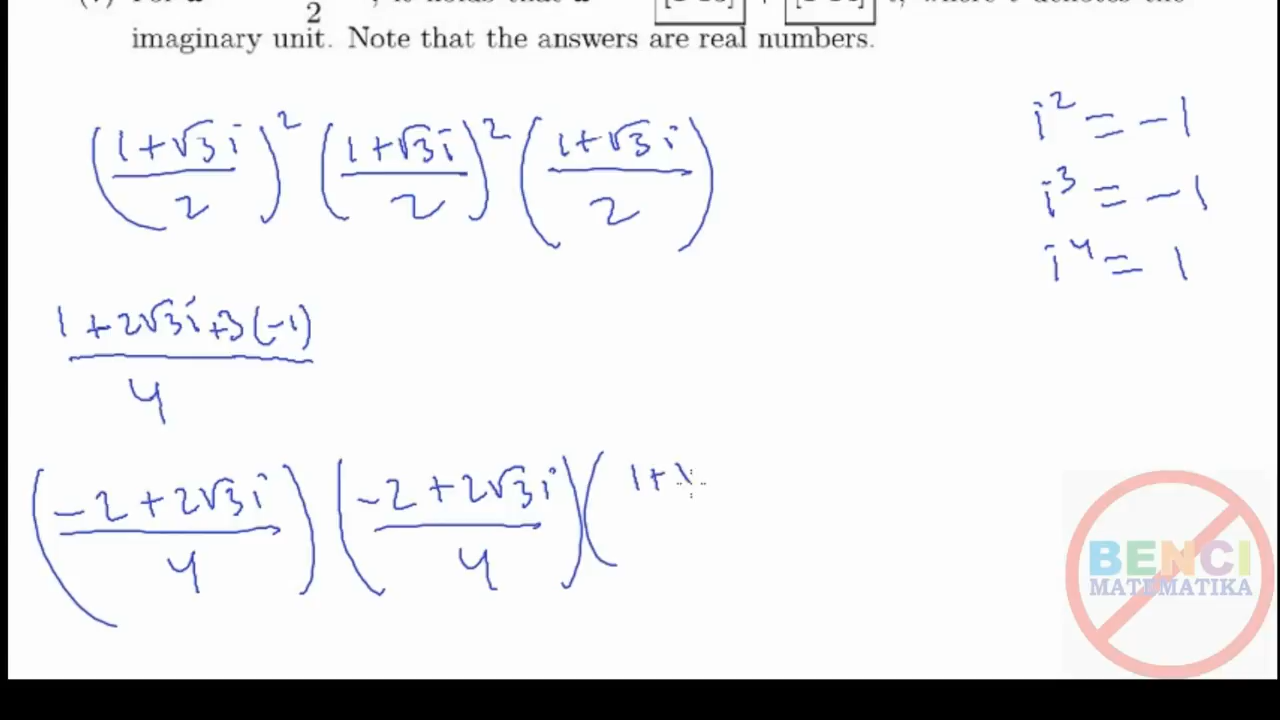 2
imaginary unit. Note that the answers are real numbers.
(1+√3i/2)² (1+√3i/2)² (1+√3i/2)
i² = -1
i³ = -1
i⁴ = 1
1+2√3i+3(-1)/4
(-2+2√3i/4) (-2+2√3i/4) (1+
BENCI
MATEMATIKA